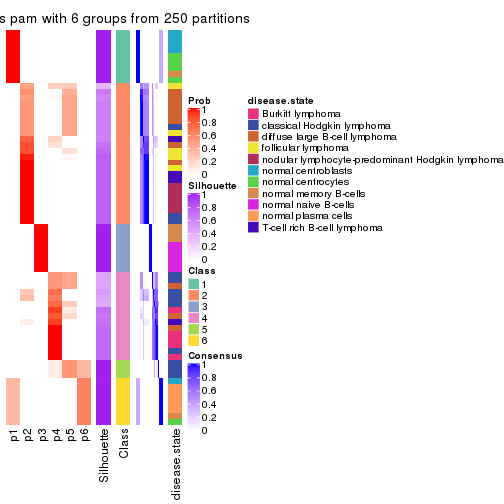 s pam with 6 groups from 250 partitions
Prob
1
0.8
0.6
0.4
0.2
0
Silhouette
1
0.8
0.6
0.4
0.2
0
Class
1
2
3
4
5
6
Consensus
1
0.8
0.6
0.4
0.2
0
disease.state
Burkitt lymphoma
classical Hodgkin lymphoma
diffuse large B-cell lymphoma
follicular lymphoma
nodular lymphocyte-predominant Hodgkin lymphoma
normal centroblasts
normal centrocytes
normal memory B-cells
normal naive B-cells
normal plasma cells
T-cell rich B-cell lymphoma
p1
p2
p3
p4
p5
p6
Silhouette
Class
disease.state